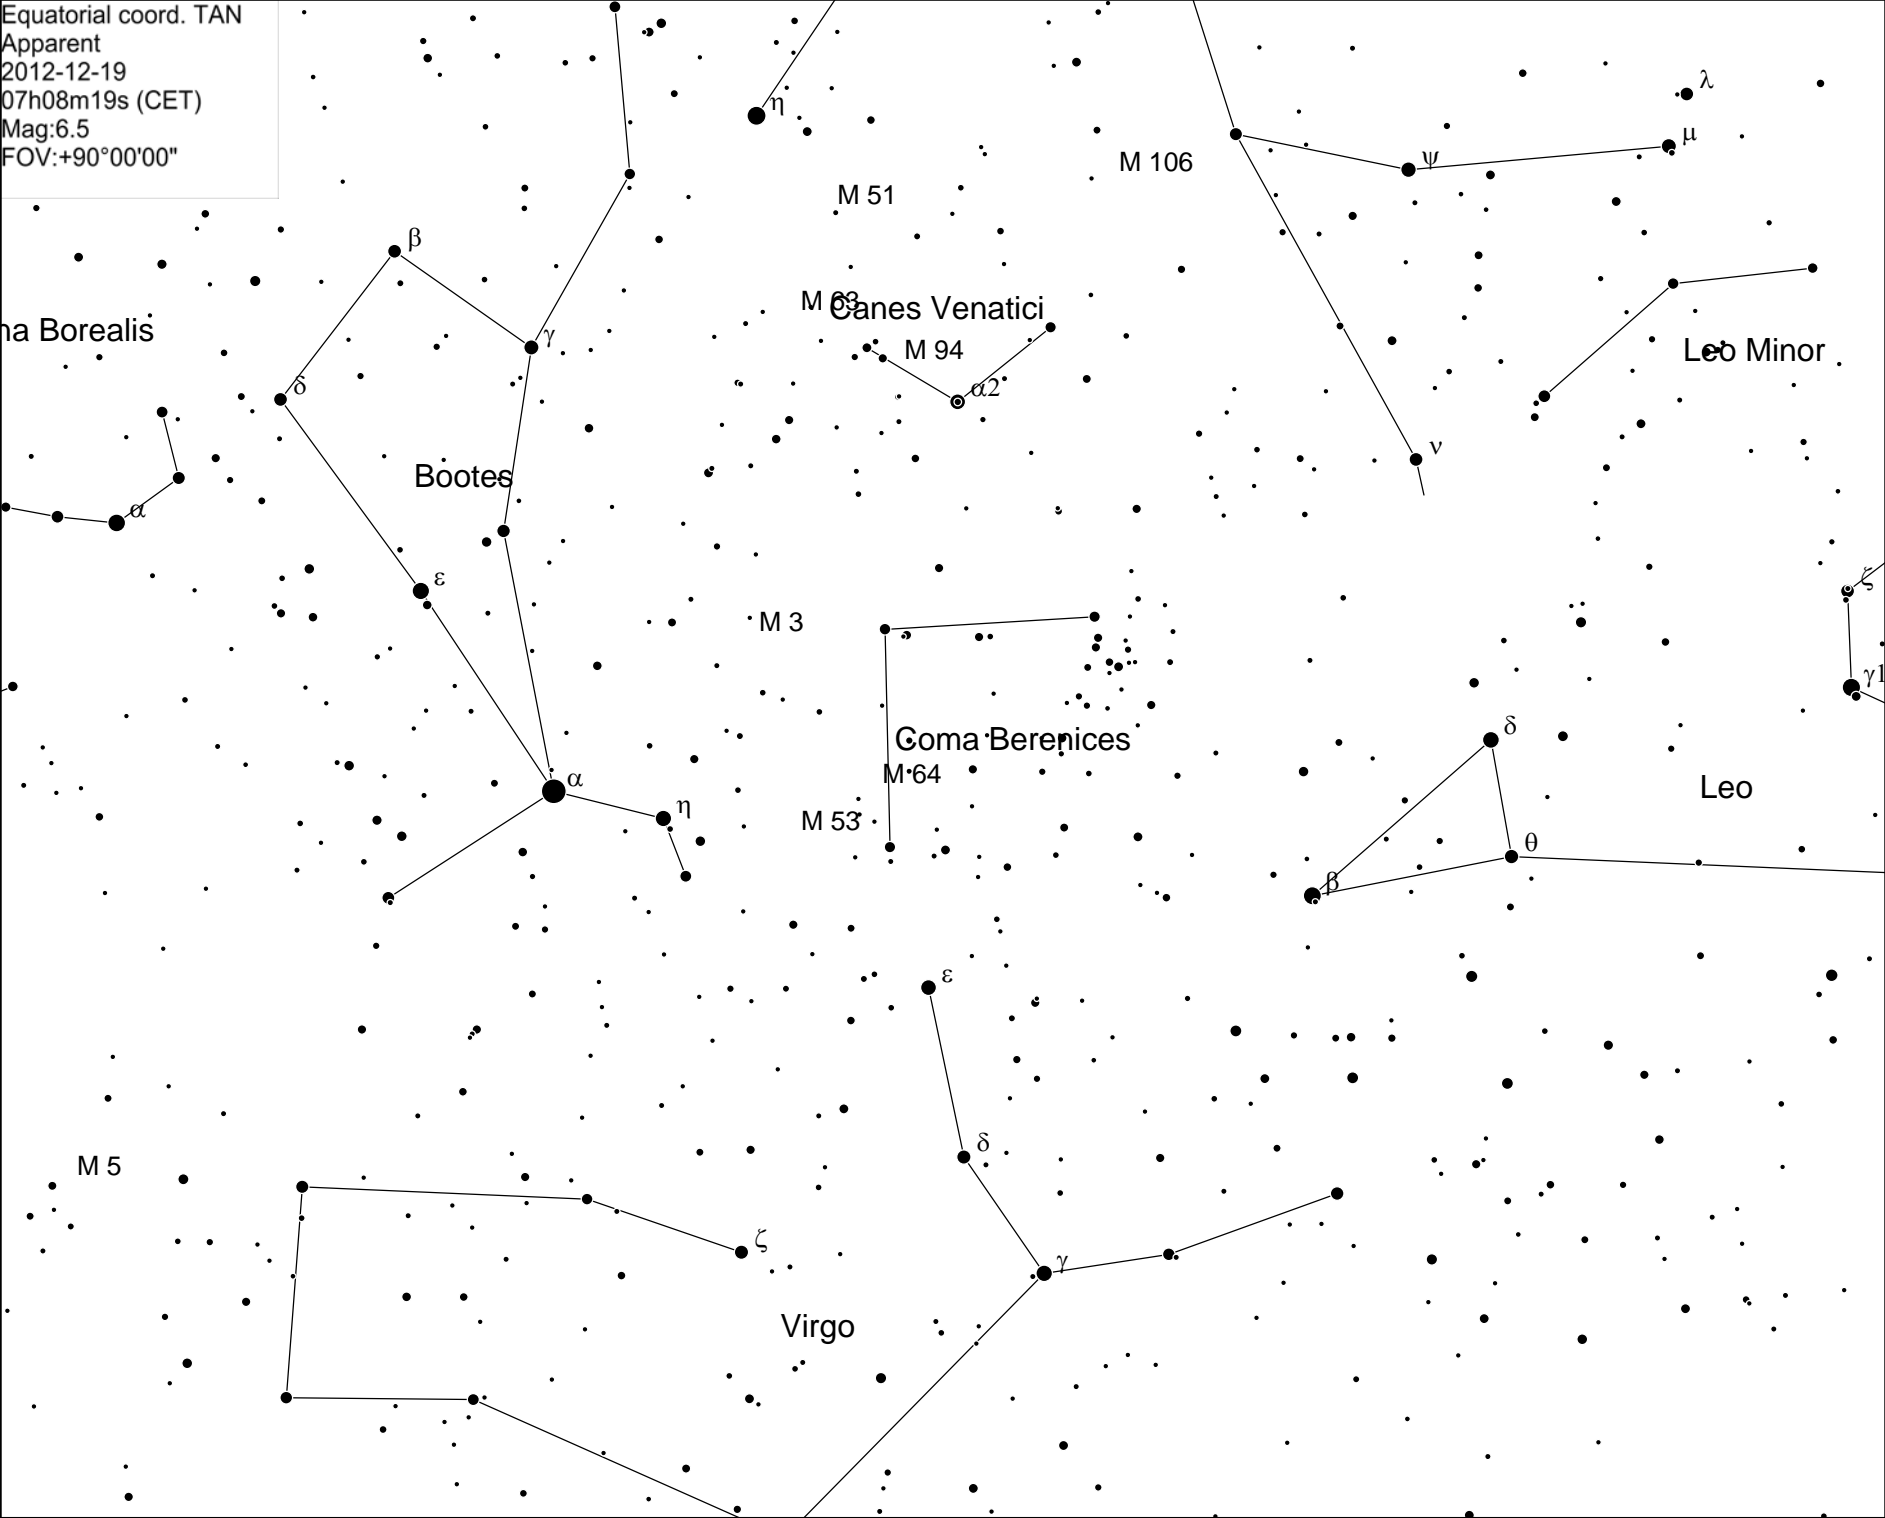 Equatorial coord. TAN
Apparent
2012-12-19
07h08m19s (CET)
Mag:6.5
FOV:+90°00'00"
λ
η
μ
ψ
M 106
M 51
β
M 63
Canes Venatici
na Borealis
γ
M 94
Leo Minor
δ
α2
ν
Bootes
α
ε
ζ
M 3
γ1
δ
Coma Berenices
M 64
α
Leo
η
M 53
θ
β
ε
δ
M 5
ζ
γ
Virgo